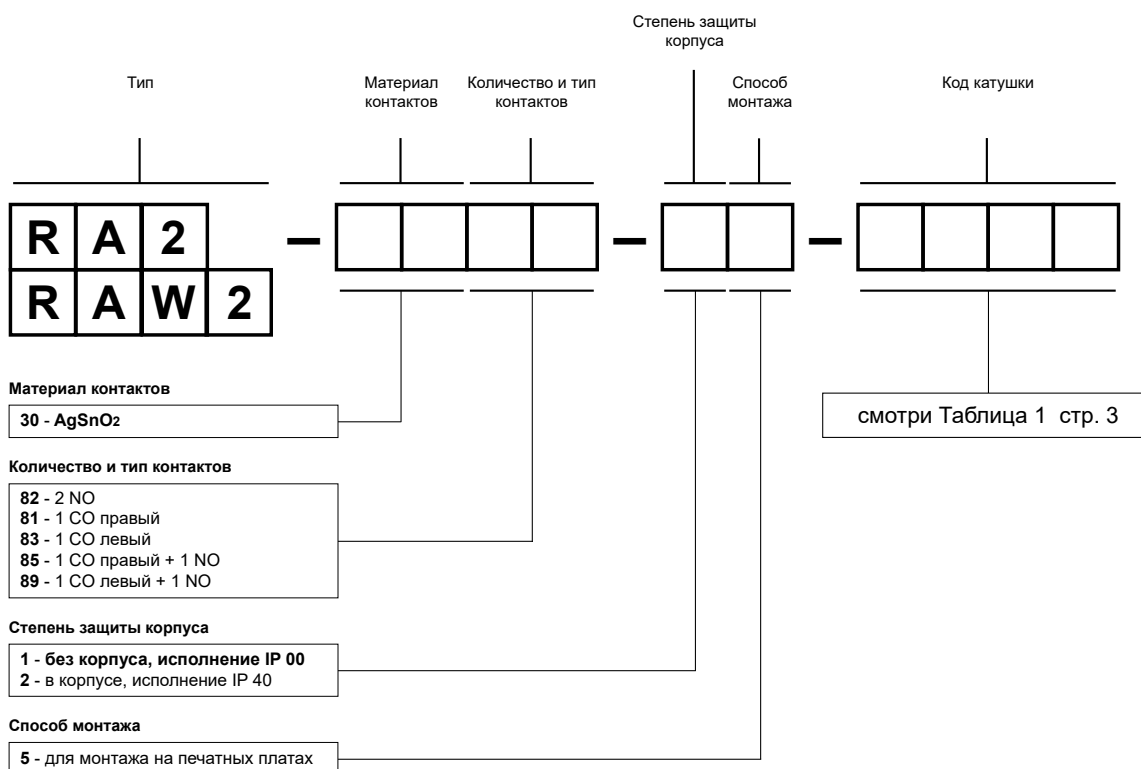 Степень защиты
корпуса
Тип
Материал
контактов
Количество и тип
контактов
Способ
монтажа
Код катушки
R A 2 – – –
R A W 2
Материал контактов
30 - AgSnO2
смотри Таблица 1 стр. 3
Количество и тип контактов
82 - 2 NO
81 - 1 CO правый
83 - 1 CO левый
85 - 1 CO правый + 1 NO
89 - 1 CO левый + 1 NO
Степень защиты корпуса
1 - без корпуса, исполнение IP 00
2 - в корпусе, исполнение IP 40
Способ монтажа
5 - для монтажа на печатных платах